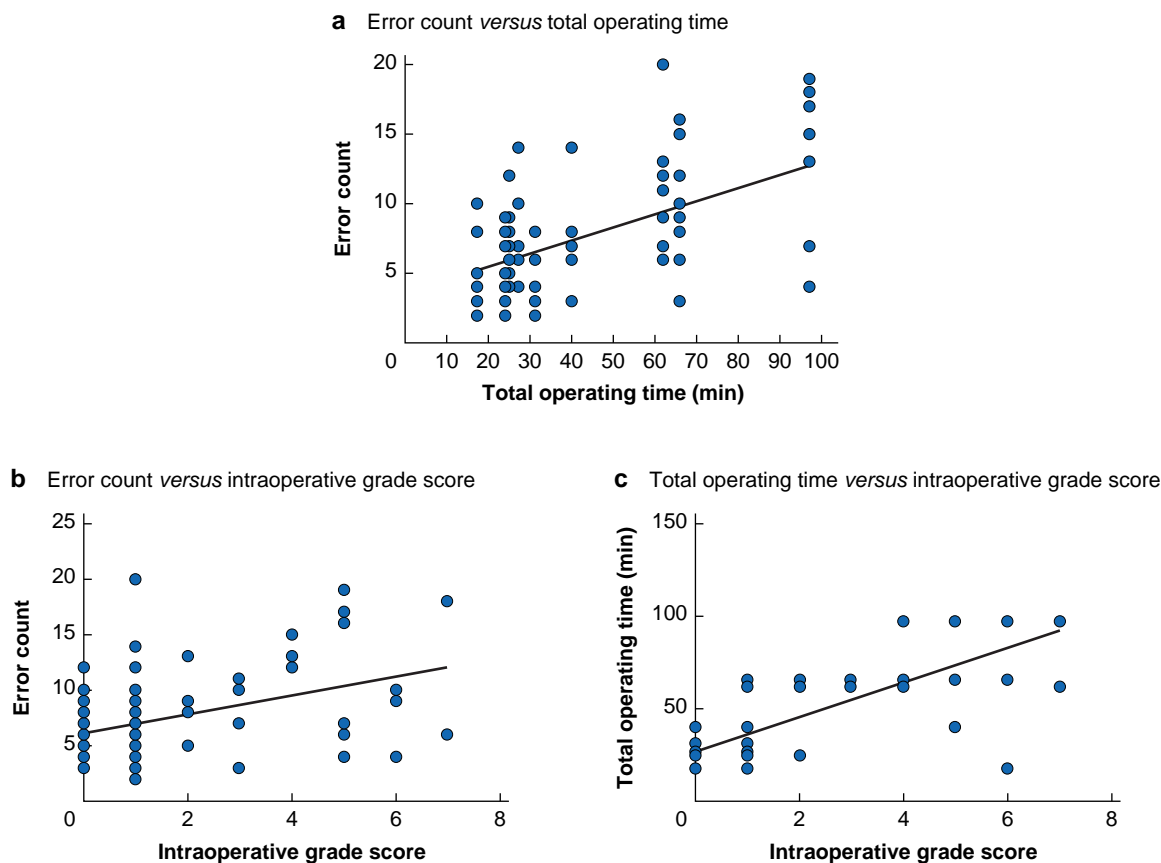 a Error count versus total operating time
20
15
10
5
0
10 20 30 40 50 60 70 80 90 100
Error count
Total operating time (min)
b Error count versus intraoperative grade score
25
20
15
10
5
0 2 4 6 8
Error count
Intraoperative grade score
c Total operating time versus intraoperative grade score
150
100
50
0 2 4 6 8
Total operating time (min)
Intraoperative grade score